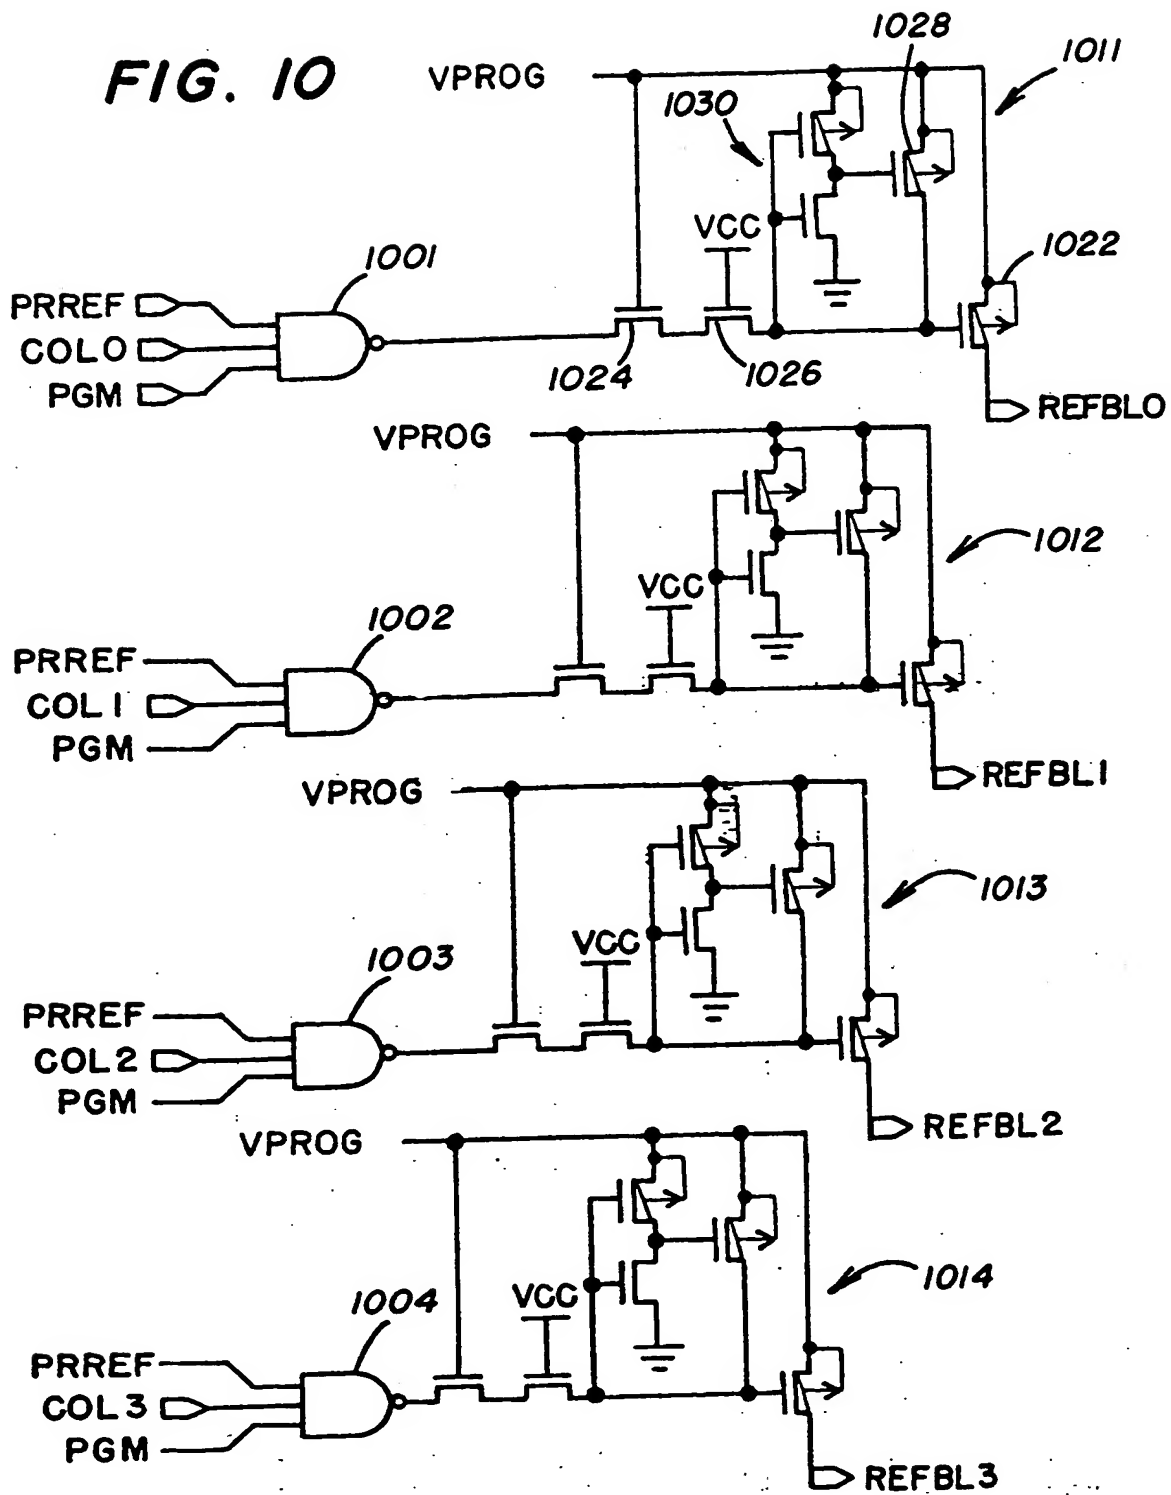 FIG. 10
VPROG
1028
1011
1030
VCC
1022
1001
PRREF
COL0
PGM
1024
1026
REFBL0
VPROG
1012
VCC
1002
PRREF
COL1
PGM
REFBL1
VPROG
1013
VCC
1003
PRREF
COL2
PGM
REFBL2
VPROG
1014
VCC
1004
PRREF
COL3
PGM
REFBL3